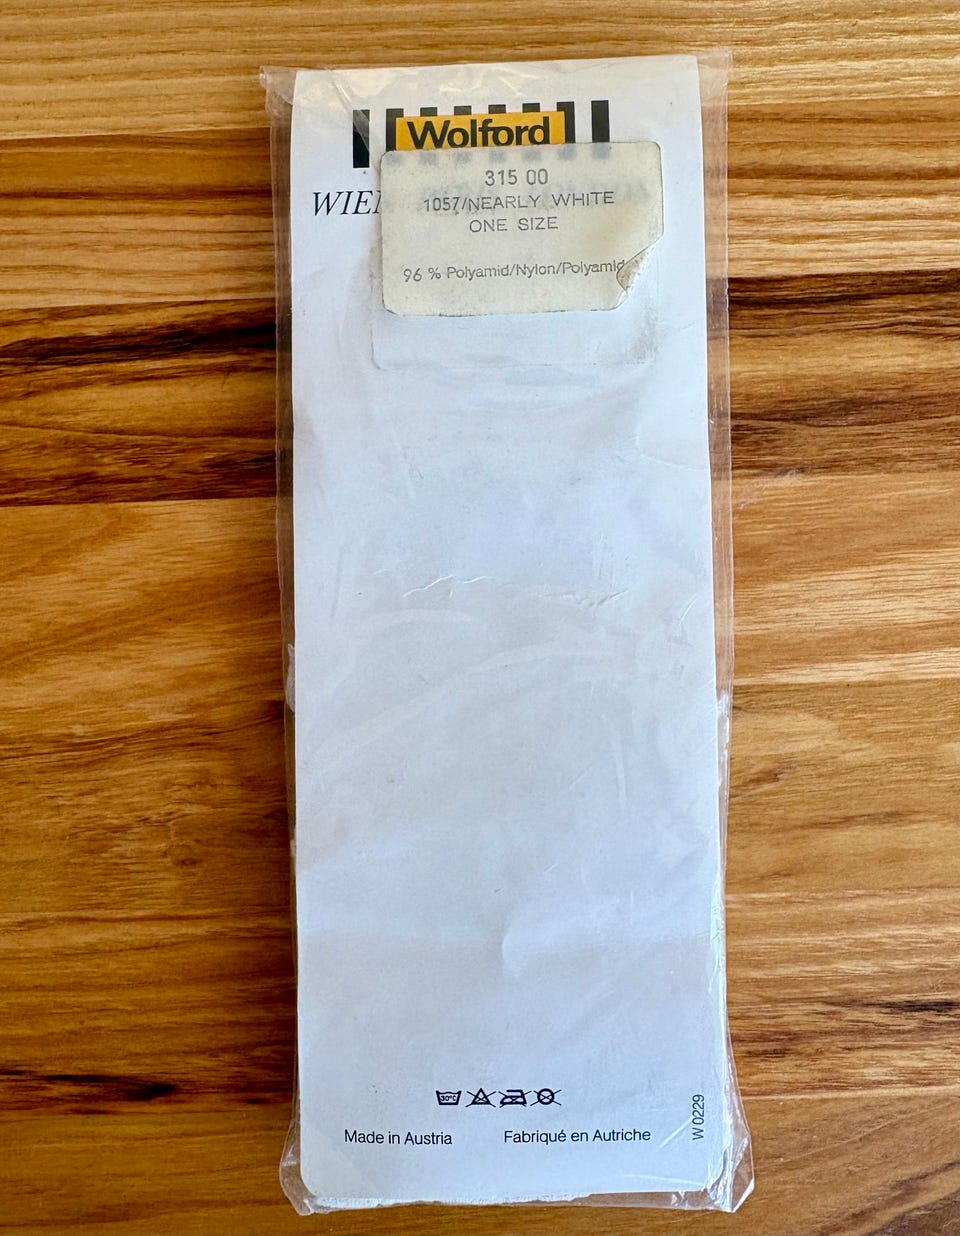 Wolford
315 00
1057/NEARLY WHITE
ONE SIZE
96 % Polyamid/Nylon/Polyamid
30°C
Made in Austria
Fabriqué en Autriche
W 0229